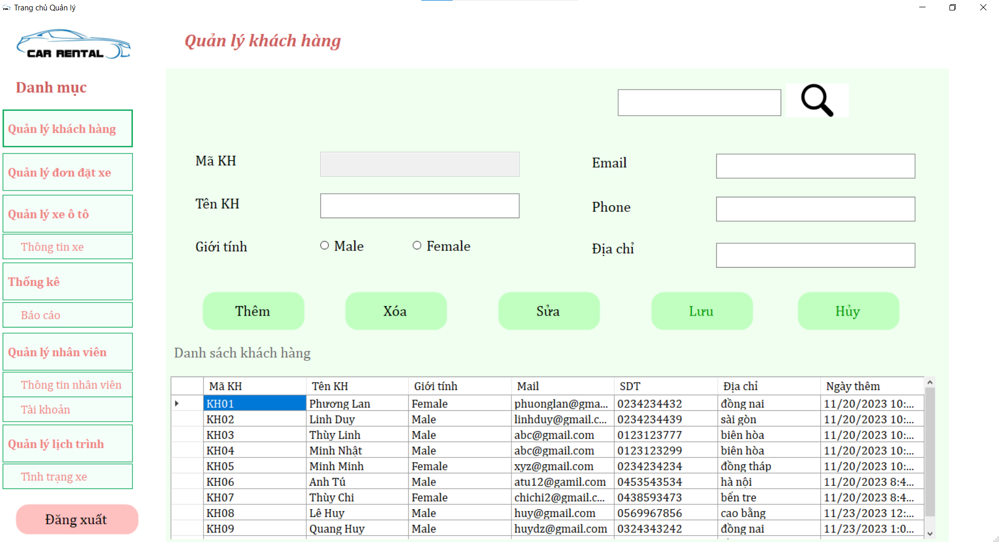 Trang chủ Quản lý
CAR RENTAL
Quản lý khách hàng
Danh mục
Quản lý khách hàng
Quản lý đơn đặt xe
Quản lý xe ô tô
Thông tin xe
Thống kê
Báo cáo
Quản lý nhân viên
Thông tin nhân viên
Tài khoản
Quản lý lịch trình
Tình trạng xe
Đăng xuất
Mã KH
Email
Tên KH
Phone
Giới tính Male Female
Địa chỉ
Thêm Xóa Sửa Lưu Hủy
Danh sách khách hàng
Mã KH Tên KH Giới tính Mail SDT Địa chỉ Ngày thêm
KH01 Phương Lan Female phuonglan@gma... 0234234432 đồng nai 11/20/2023 10:...
KH02 Linh Duy Male linhduy@gmail.c... 0234234439 sài gòn 11/20/2023 10:...
KH03 Thùy Linh Male abc@gmail.com 0123123777 biên hòa 11/20/2023 10:...
KH04 Minh Nhật Male abc@gmail.com 0123123299 biên hòa 11/20/2023 10:...
KH05 Minh Minh Female xyz@gmail.com 0234234234 đồng tháp 11/20/2023 10:...
KH06 Anh Tú Male atu12@gamil.com 0453543534 hà nội 11/20/2023 8:4...
KH07 Thùy Chi Female chichi2@gmail.c... 0438593473 bến tre 11/20/2023 8:4...
KH08 Lê Huy Male huy@gmail.com 0569967856 cao bằng 11/23/2023 12:...
KH09 Quang Huy Male huydz@gmail.com 0324343242 đồng nai 11/23/2023 1:0...